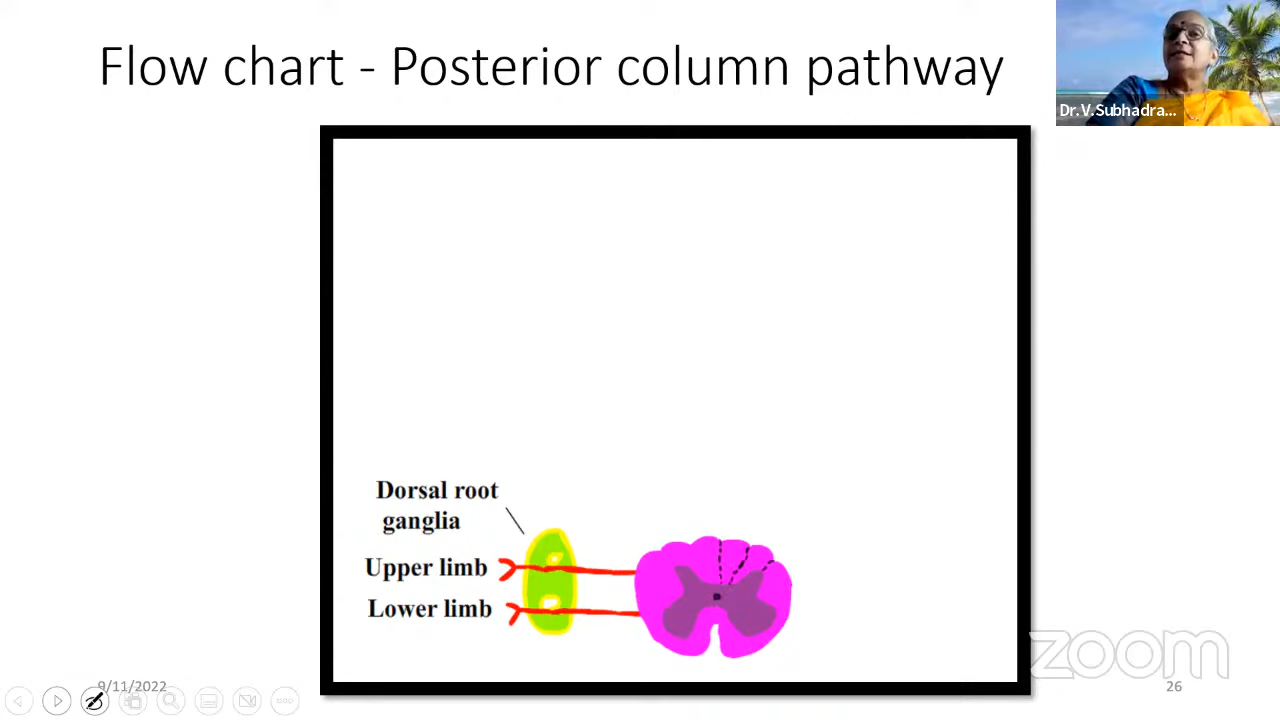 Flow chart - Posterior column pathway
Dr.V.Subhadra...
Dorsal root
ganglia
Upper limb
Lower limb
zoom
9/11/2022
26